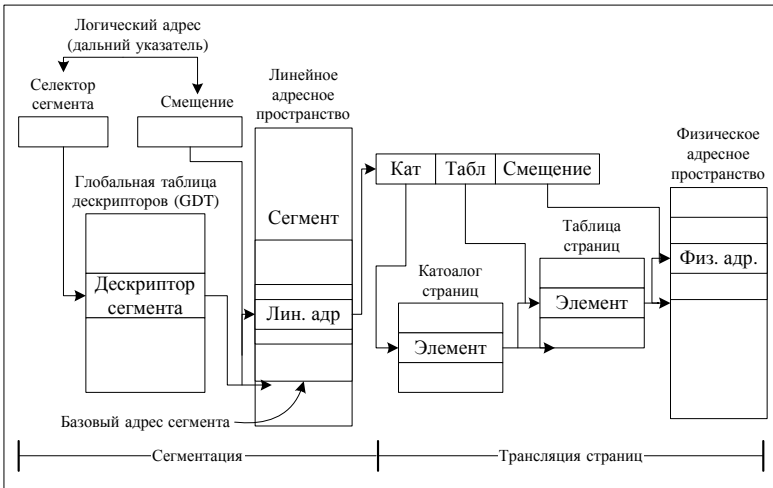 Логический адрес
(дальний указатель)
Селектор
сегмента
Смещение
Линейное
адресное
пространство
Глобальная таблица
дескрипторов (GDT)
Дескриптор
сегмента
Сегмент
Лин. адр
Базовый адрес сегмента
Кат
Табл
Смещение
Катоалог
страниц
Элемент
Таблица
страниц
Элемент
Физическое
адресное
пространство
Физ. адр.
Сегментация
Трансляция страниц